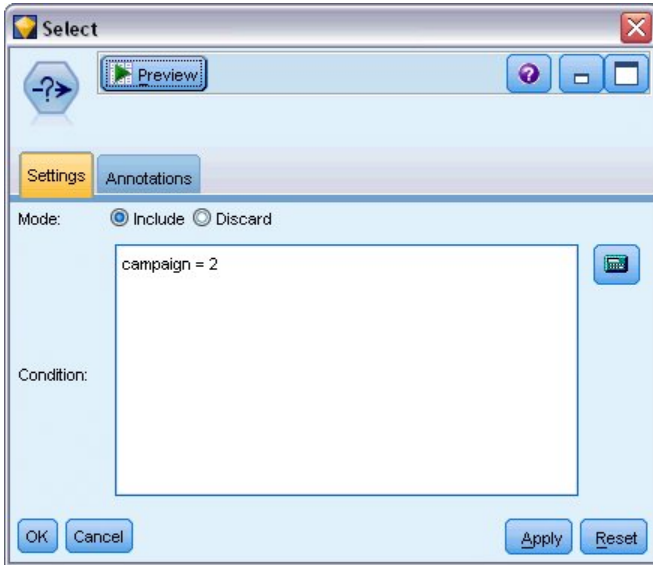 Select
-?➤
Preview
?
Settings Annotations
Mode: Include Discard
campaign = 2
Condition:
OK Cancel Apply Reset